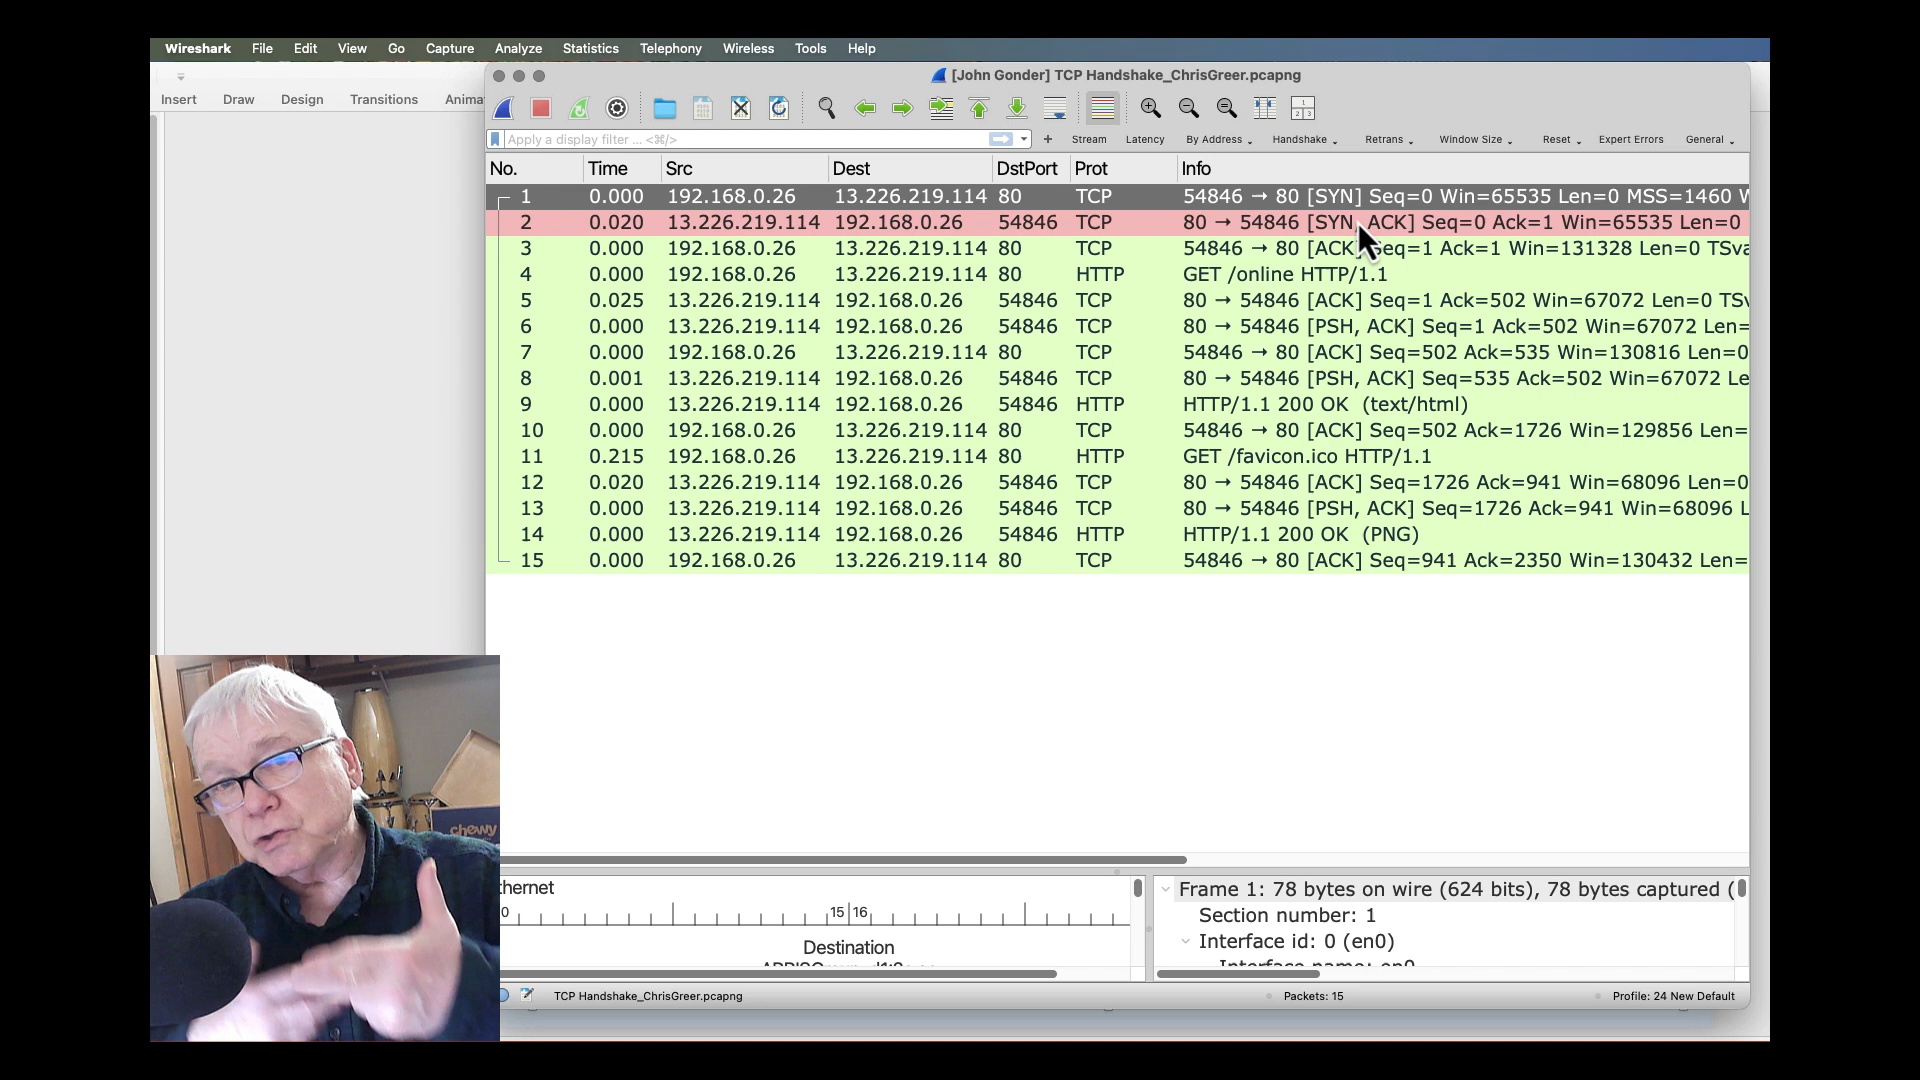 Wireshark File Edit View Go Capture Analyze Statistics Telephony Wireless Tools Help
[John Gonder] TCP Handshake_ChrisGreer.pcapng
Insert Draw Design Transitions Anima
Apply a display filter ... <⌘/> + Stream Latency By Address Handshake Retrans Window Size Reset Expert Errors General
No. Time Src Dest DstPort Prot Info
1 0.000 192.168.0.26 13.226.219.114 80 TCP 54846 → 80 [SYN] Seq=0 Win=65535 Len=0 MSS=1460 W
2 0.020 13.226.219.114 192.168.0.26 54846 TCP 80 → 54846 [SYN, ACK] Seq=0 Ack=1 Win=65535 Len=0
3 0.000 192.168.0.26 13.226.219.114 80 TCP 54846 → 80 [ACK] Seq=1 Ack=1 Win=131328 Len=0 TSva
4 0.000 192.168.0.26 13.226.219.114 80 HTTP GET /online HTTP/1.1
5 0.025 13.226.219.114 192.168.0.26 54846 TCP 80 → 54846 [ACK] Seq=1 Ack=502 Win=67072 Len=0 TSv
6 0.000 13.226.219.114 192.168.0.26 54846 TCP 80 → 54846 [PSH, ACK] Seq=1 Ack=502 Win=67072 Len=
7 0.000 192.168.0.26 13.226.219.114 80 TCP 54846 → 80 [ACK] Seq=502 Ack=535 Win=130816 Len=0
8 0.001 13.226.219.114 192.168.0.26 54846 TCP 80 → 54846 [PSH, ACK] Seq=535 Ack=502 Win=67072 Le
9 0.000 13.226.219.114 192.168.0.26 54846 HTTP HTTP/1.1 200 OK (text/html)
10 0.000 192.168.0.26 13.226.219.114 80 TCP 54846 → 80 [ACK] Seq=502 Ack=1726 Win=129856 Len=
11 0.215 192.168.0.26 13.226.219.114 80 HTTP GET /favicon.ico HTTP/1.1
12 0.020 13.226.219.114 192.168.0.26 54846 TCP 80 → 54846 [ACK] Seq=1726 Ack=941 Win=68096 Len=0
13 0.000 13.226.219.114 192.168.0.26 54846 TCP 80 → 54846 [PSH, ACK] Seq=1726 Ack=941 Win=68096 L
14 0.000 13.226.219.114 192.168.0.26 54846 HTTP HTTP/1.1 200 OK (PNG)
15 0.000 192.168.0.26 13.226.219.114 80 TCP 54846 → 80 [ACK] Seq=941 Ack=2350 Win=130432 Len=
chewy
thernet
0 15 16
Destination
Frame 1: 78 bytes on wire (624 bits), 78 bytes captured (
Section number: 1
Interface id: 0 (en0)
Interface name: en0
TCP Handshake_ChrisGreer.pcapng Packets: 15 Profile: 24 New Default